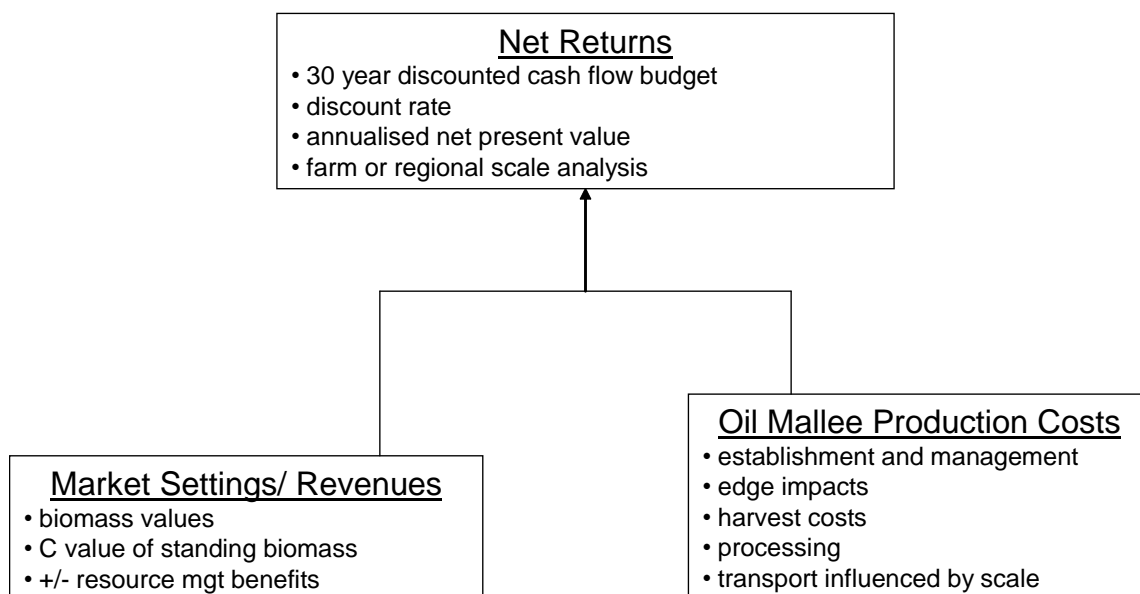 Net Returns
• 30 year discounted cash flow budget
• discount rate
• annualised net present value
• farm or regional scale analysis
Market Settings/ Revenues
• biomass values
• C value of standing biomass
• +/- resource mgt benefits
Oil Mallee Production Costs
• establishment and management
• edge impacts
• harvest costs
• processing
• transport influenced by scale